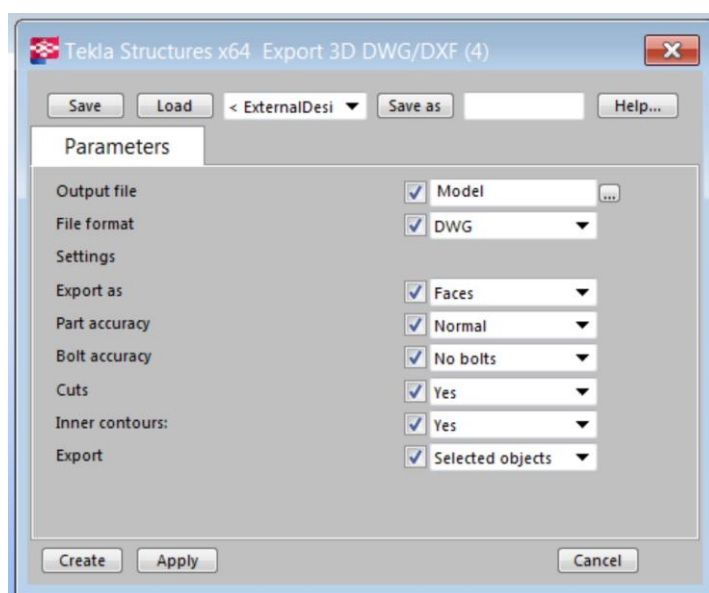 Tekla Structures x64 Export 3D DWG/DXF (4)
Save Load < ExternalDesi Save as Help...
Parameters
Output file Model ...
File format DWG
Settings
Export as Faces
Part accuracy Normal
Bolt accuracy No bolts
Cuts Yes
Inner contours: Yes
Export Selected objects
Create Apply Cancel